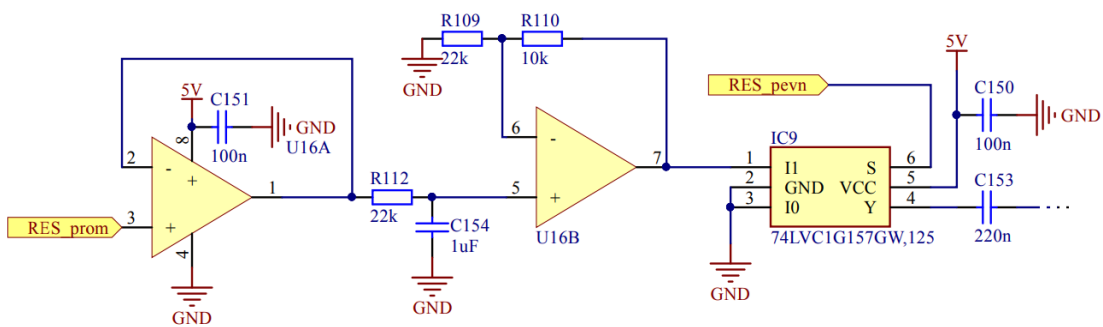 R109
22k
R110
10k
GND
5V
C151
100n
GND
U16A
8
2
-
+
1
3
+
4
RES_prom
GND
R112
22k
C154
1uF
GND
6
-
7
5
+
U16B
RES_pevn
5V
C150
100n
GND
IC9
1
I1
S
6
2
GND
VCC
5
3
I0
Y
4
74LVC1G157GW,125
GND
C153
220n